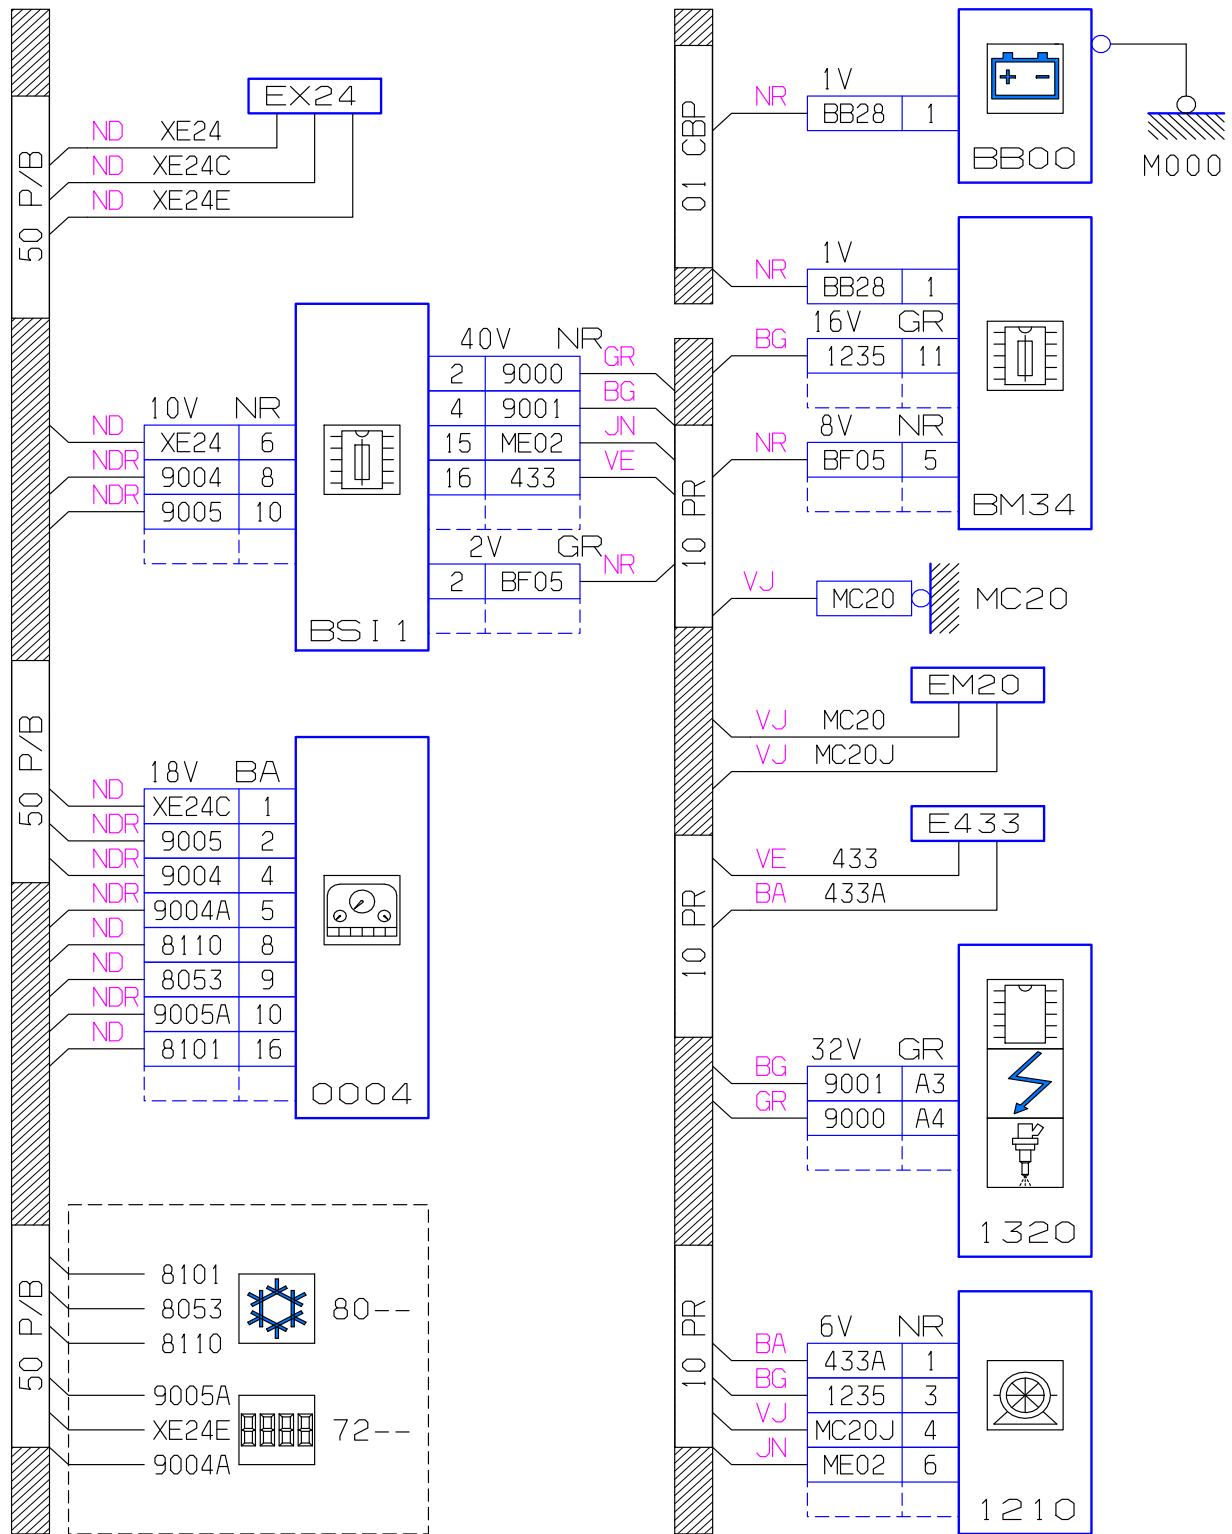 EX24
ND XE24
ND XE24C
ND XE24E
50 P/B
10V NR
ND XE24 6
NDR 9004 8
NDR 9005 10
BSI1
40V NR
2 9000 GR
4 9001 BG
15 ME02 JN
16 433 VE
2V GR
2 BF05 NR
50 P/B
18V BA
ND XE24C 1
NDR 9005 2
NDR 9004 4
NDR 9004A 5
ND 8110 8
ND 8053 9
NDR 9005A 10
ND 8101 16
0004
50 P/B
8101
8053
8110
80--
9005A
XE24E
9004A
72--
01 CBP
1V
NR BB28 1
+ -
BB00
M000
1V
NR BB28 1
16V GR
BG 1235 11
8V NR
NR BF05 5
BM34
10 PR
VJ MC20
MC20
EM20
VJ MC20
VJ MC20J
E433
VE 433
BA 433A
10 PR
32V GR
BG 9001 A3
GR 9000 A4
1320
10 PR
6V NR
BA 433A 1
BG 1235 3
VJ MC20J 4
JN ME02 6
1210